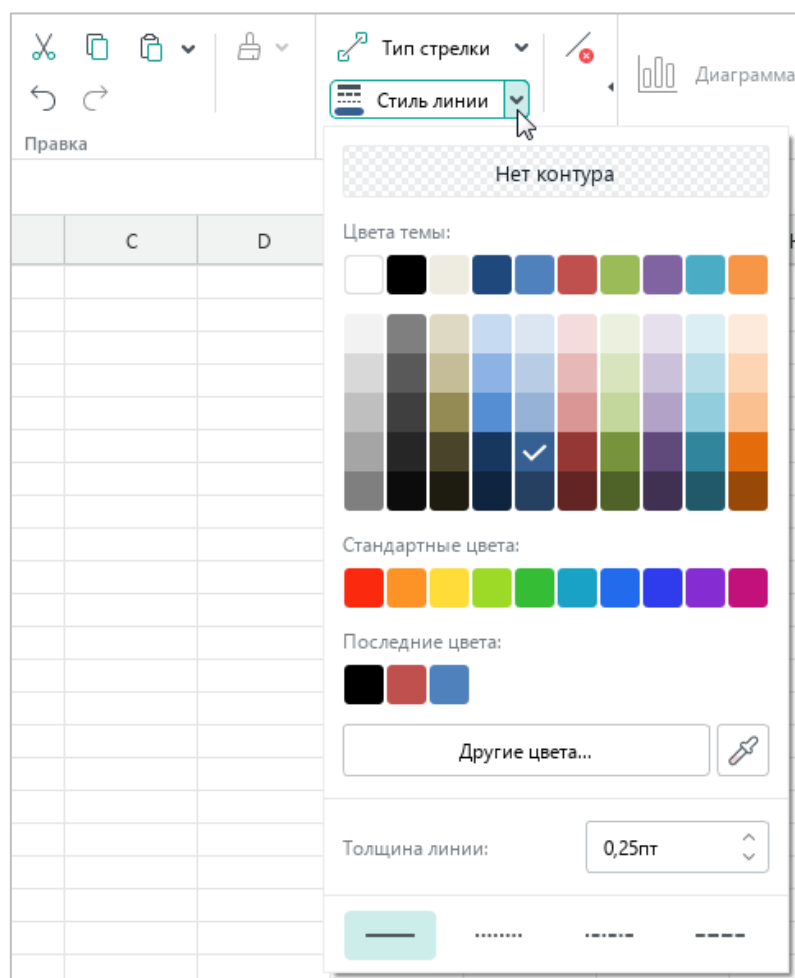 Тип стрелки
Стиль линии
Диаграмма
Правка
Нет контура
C
D
Цвета темы:
Стандартные цвета:
Последние цвета:
Другие цвета...
Толщина линии:
0,25пт